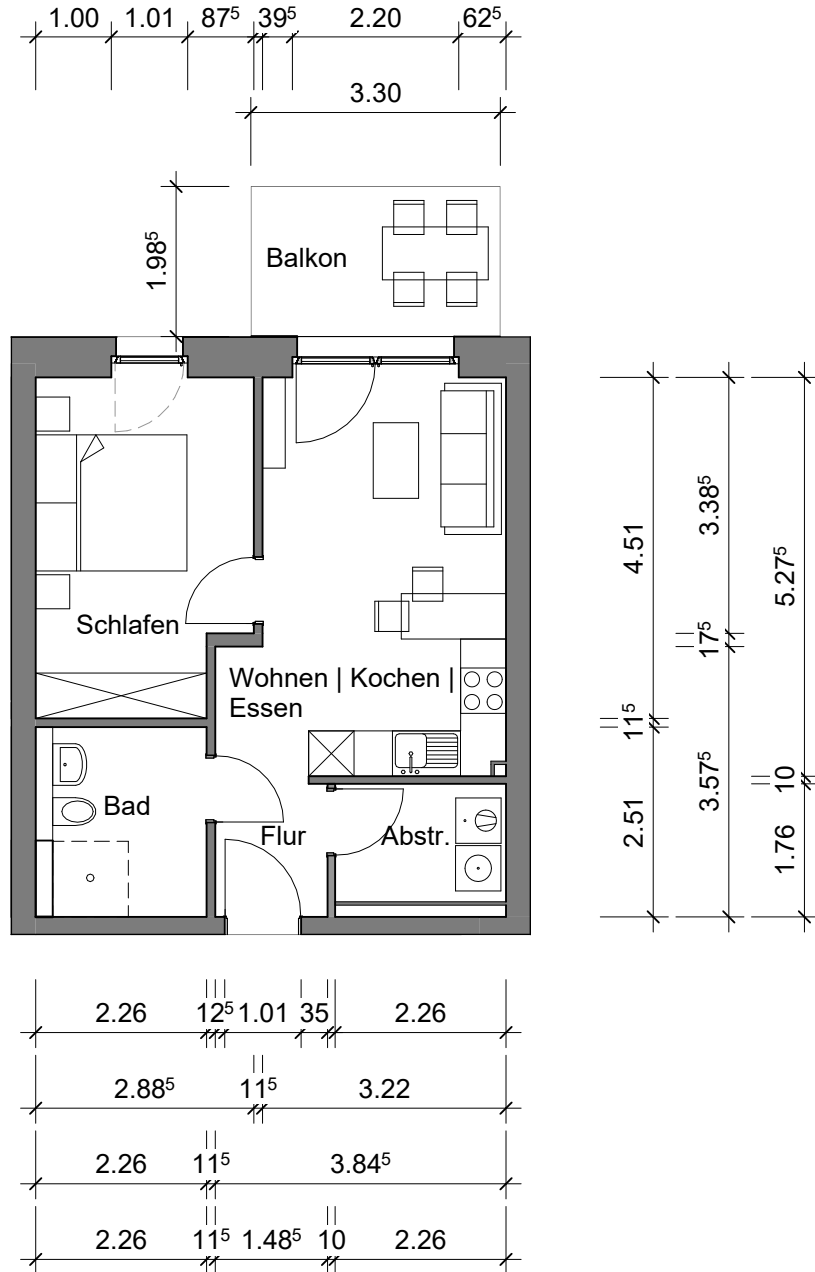 1.00 1.01 87⁵ 39⁵ 2.20 62⁵
3.30
1.98⁵
Balkon
4.51
3.38⁵
5.27⁵
Schlafen
17⁵
Wohnen | Kochen |
Essen
11⁵
10
Bad
Flur
Abstr.
2.51
3.57⁵
1.76
2.26 12⁵ 1.01 35 2.26
2.88⁵ 11⁵ 3.22
2.26 11⁵ 3.84⁵
2.26 11⁵ 1.48⁵ 10 2.26